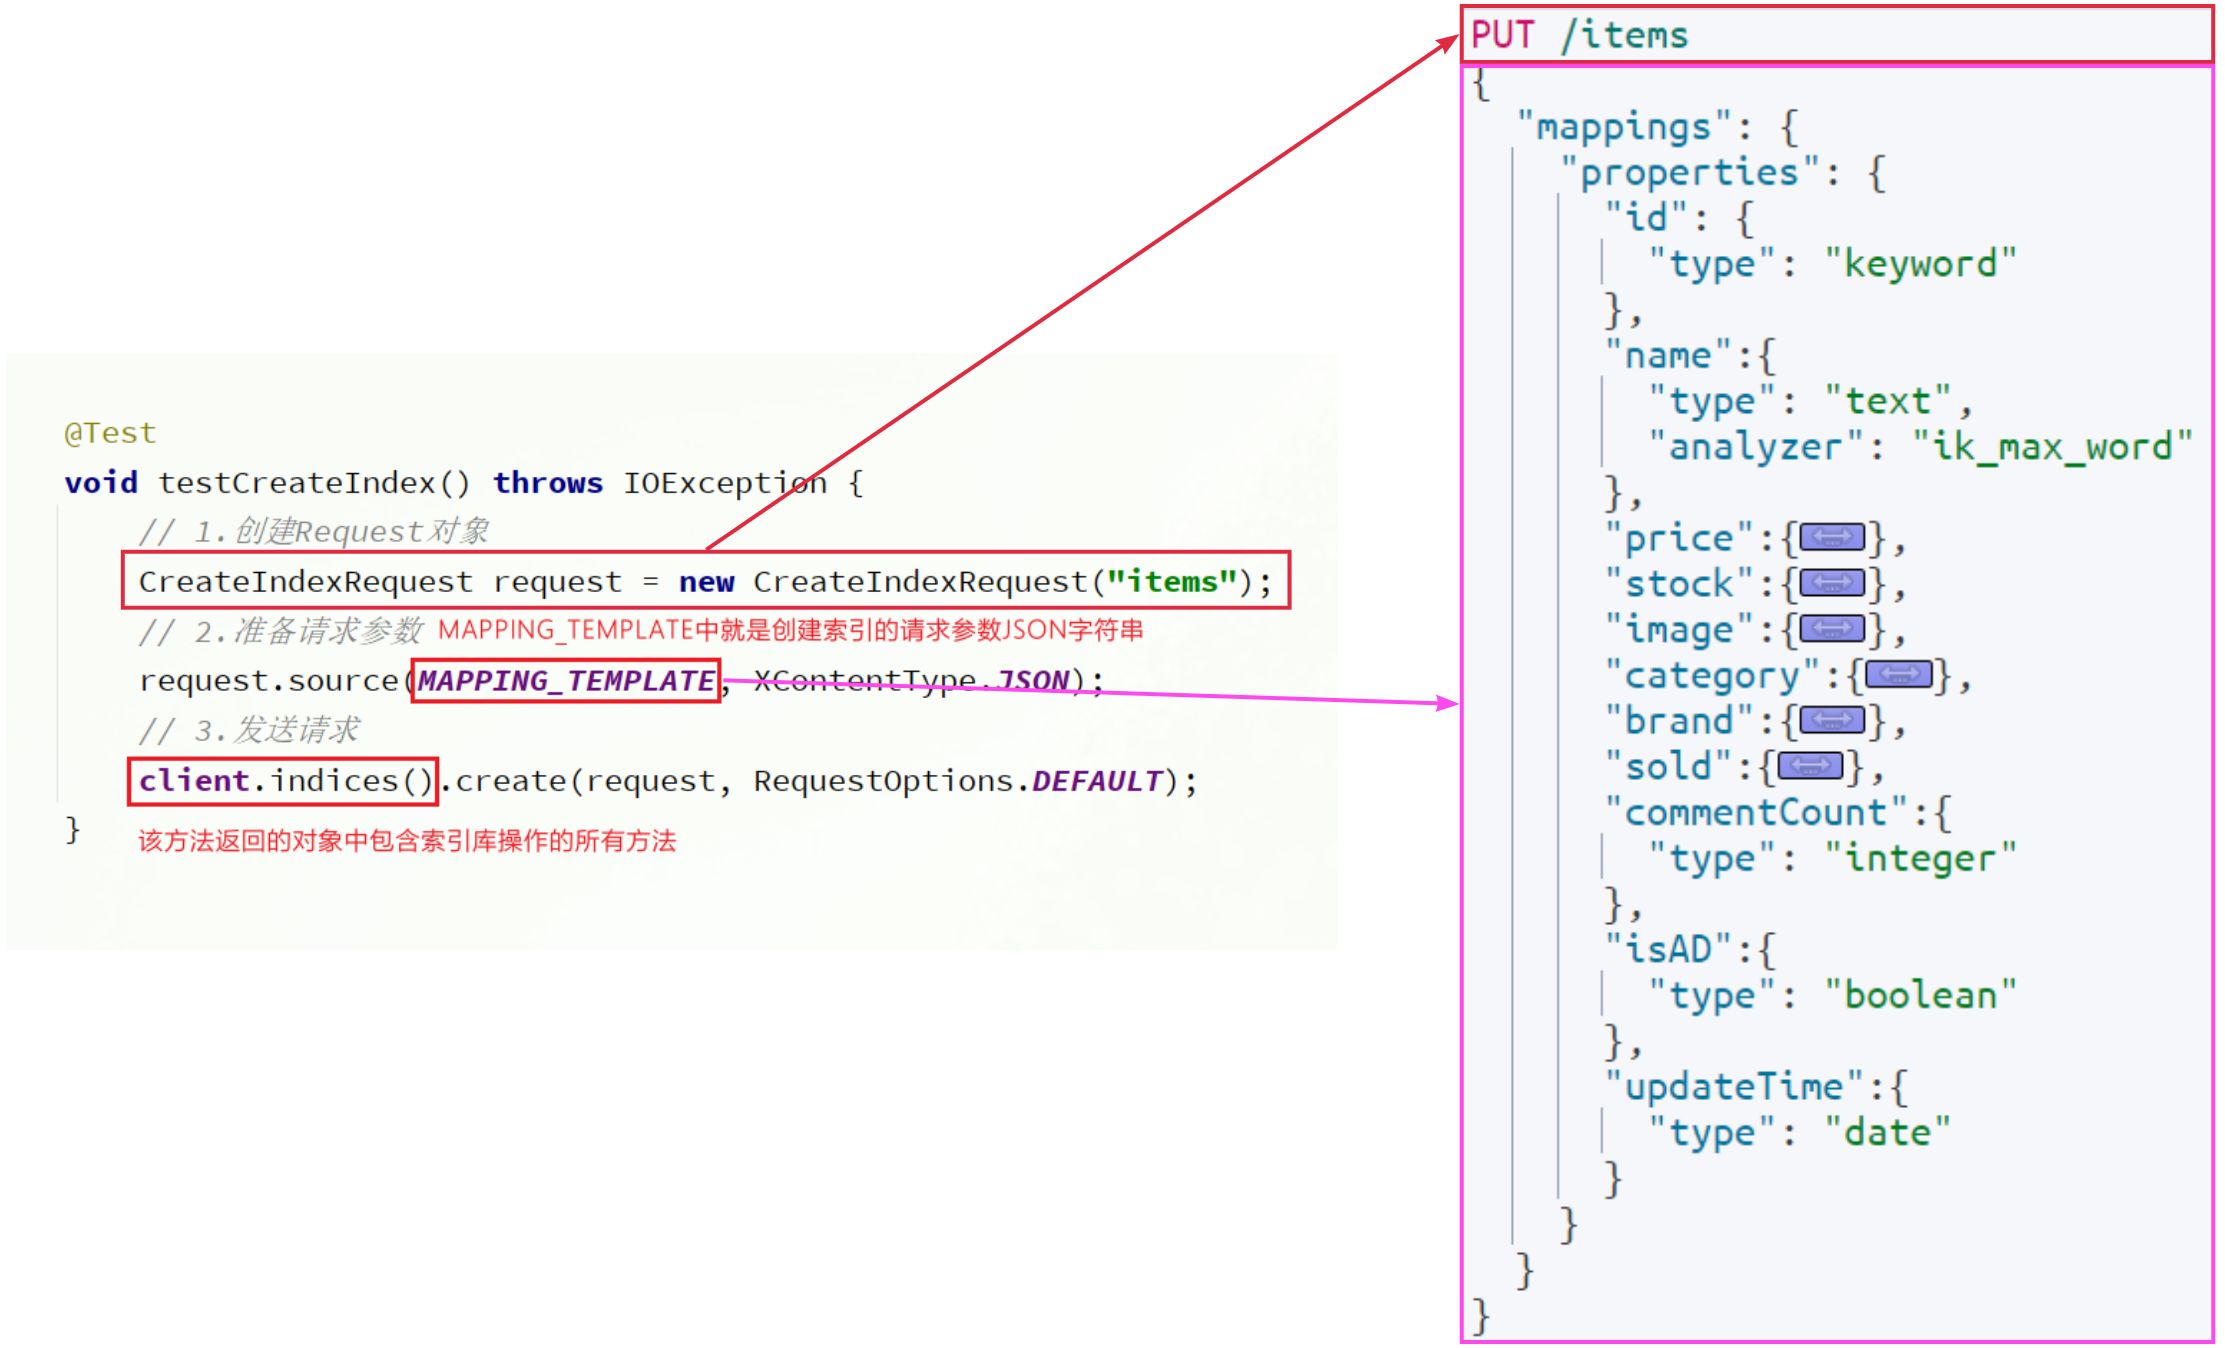 @Test
void testCreateIndex() throws IOException {
// 1.创建Request对象
CreateIndexRequest request = new CreateIndexRequest("items");
// 2.准备请求参数 MAPPING_TEMPLATE中就是创建索引的请求参数JSON字符串
request.source(MAPPING_TEMPLATE, XContentType.JSON);
// 3.发送请求
client.indices().create(request, RequestOptions.DEFAULT);
}
该方法返回的对象中包含索引库操作的所有方法
PUT /items
{
"mappings": {
"properties": {
"id": {
"type": "keyword"
},
"name":{
"type": "text",
"analyzer": "ik_max_word"
},
"price":{},
"stock":{},
"image":{},
"category":{},
"brand":{},
"sold":{},
"commentCount":{
"type": "integer"
},
"isAD":{
"type": "boolean"
},
"updateTime":{
"type": "date"
}
}
}
}